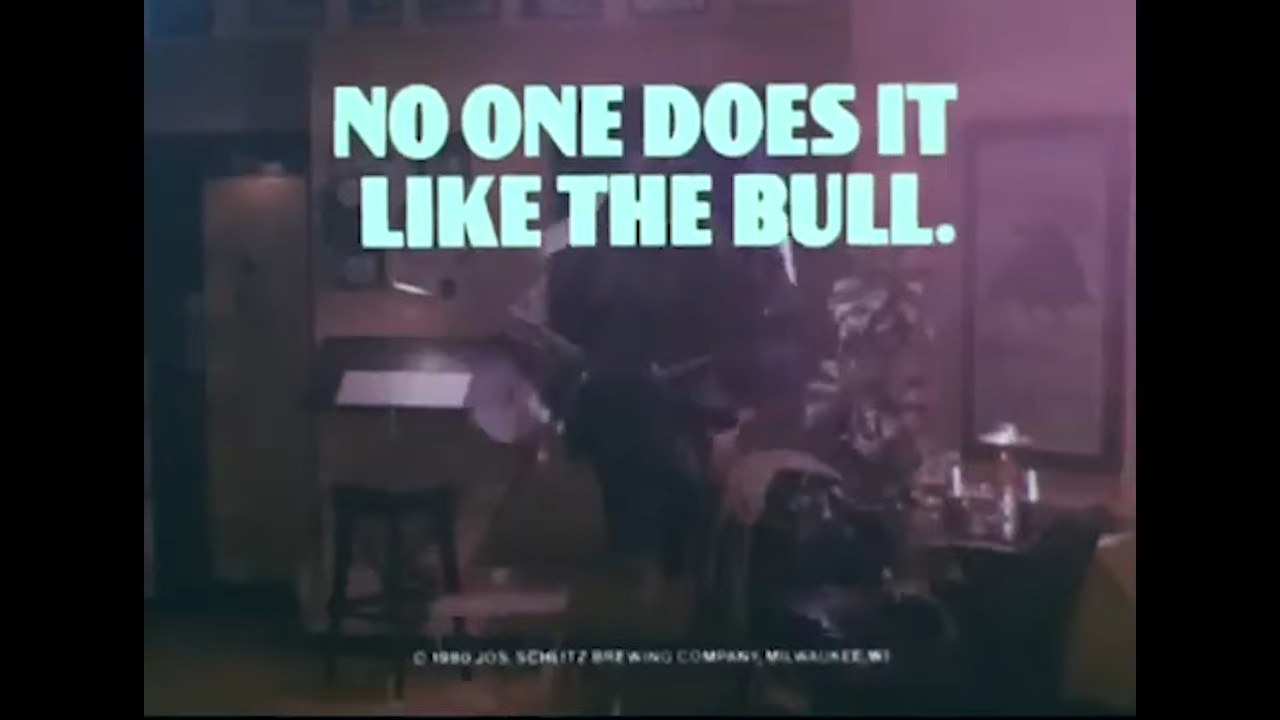 NO ONE DOES IT
LIKE THE BULL.
© 1980 JOS. SCHLITZ BREWING COMPANY, MILWAUKEE, WI